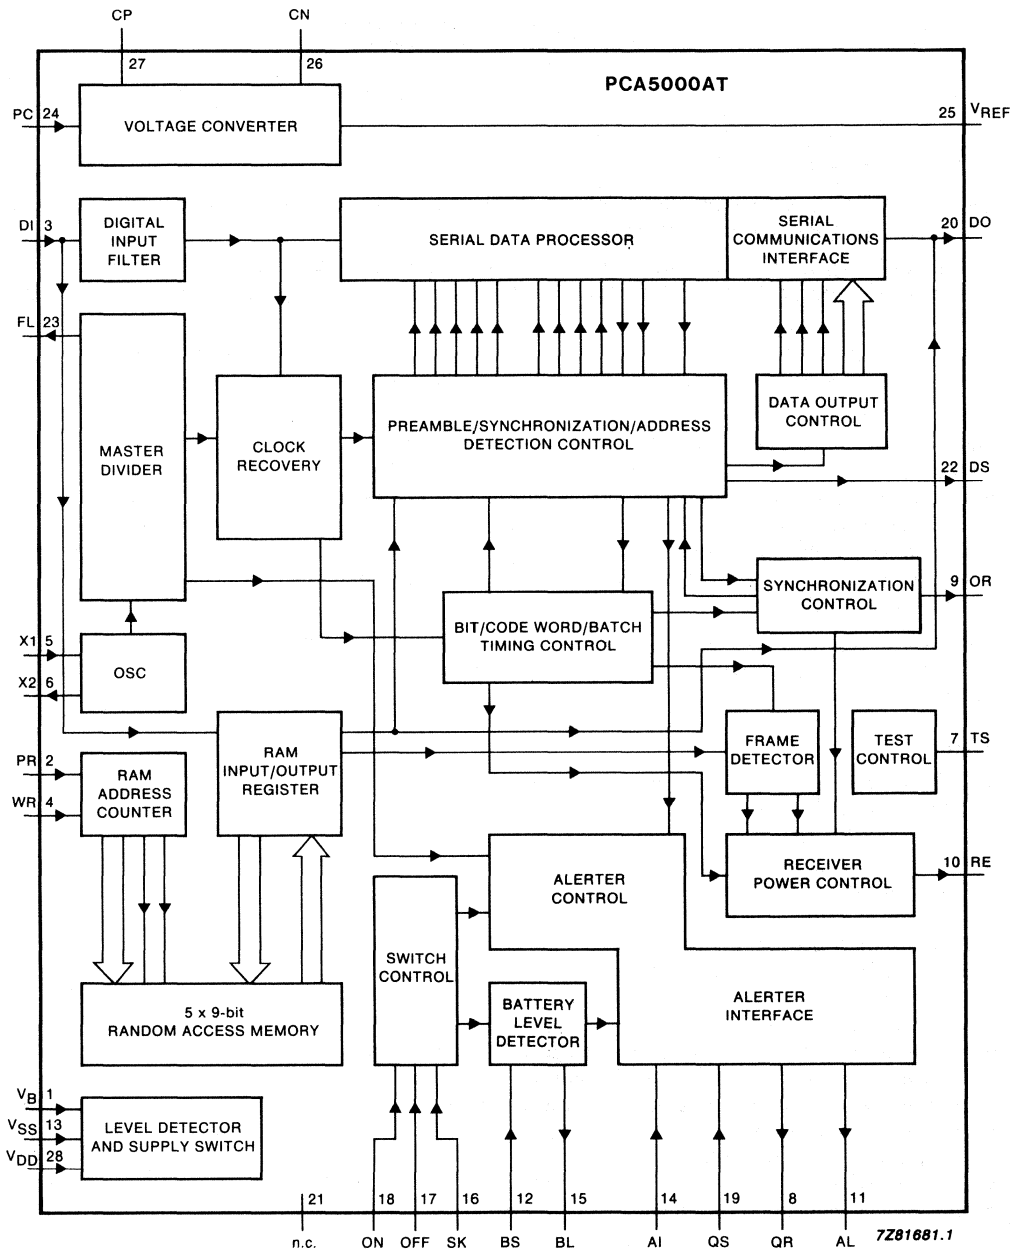 CP
CN
27
26
PCA5000AT
PC 24
VOLTAGE CONVERTER
25 VREF
DI 3
DIGITAL
INPUT
FILTER
SERIAL DATA PROCESSOR
SERIAL
COMMUNICATIONS
INTERFACE
20 DO
FL 23
MASTER
DIVIDER
CLOCK
RECOVERY
PREAMBLE/SYNCHRONIZATION/ADDRESS
DETECTION CONTROL
DATA OUTPUT
CONTROL
22 DS
SYNCHRONIZATION
CONTROL
9 OR
BIT/CODE WORD/BATCH
TIMING CONTROL
X1 5
X2 6
OSC
PR 2
WR 4
RAM
ADDRESS
COUNTER
RAM
INPUT/OUTPUT
REGISTER
FRAME
DETECTOR
TEST
CONTROL
7 TS
ALERTER
CONTROL
RECEIVER
POWER CONTROL
10 RE
SWITCH
CONTROL
5 x 9-bit
RANDOM ACCESS MEMORY
BATTERY
LEVEL
DETECTOR
ALERTER
INTERFACE
VB 1
VSS 13
VDD 28
LEVEL DETECTOR
AND SUPPLY SWITCH
21
18
17
16
12
15
14
19
8
11
n.c.
ON
OFF
SK
BS
BL
AI
QS
QR
AL
7Z81681.1